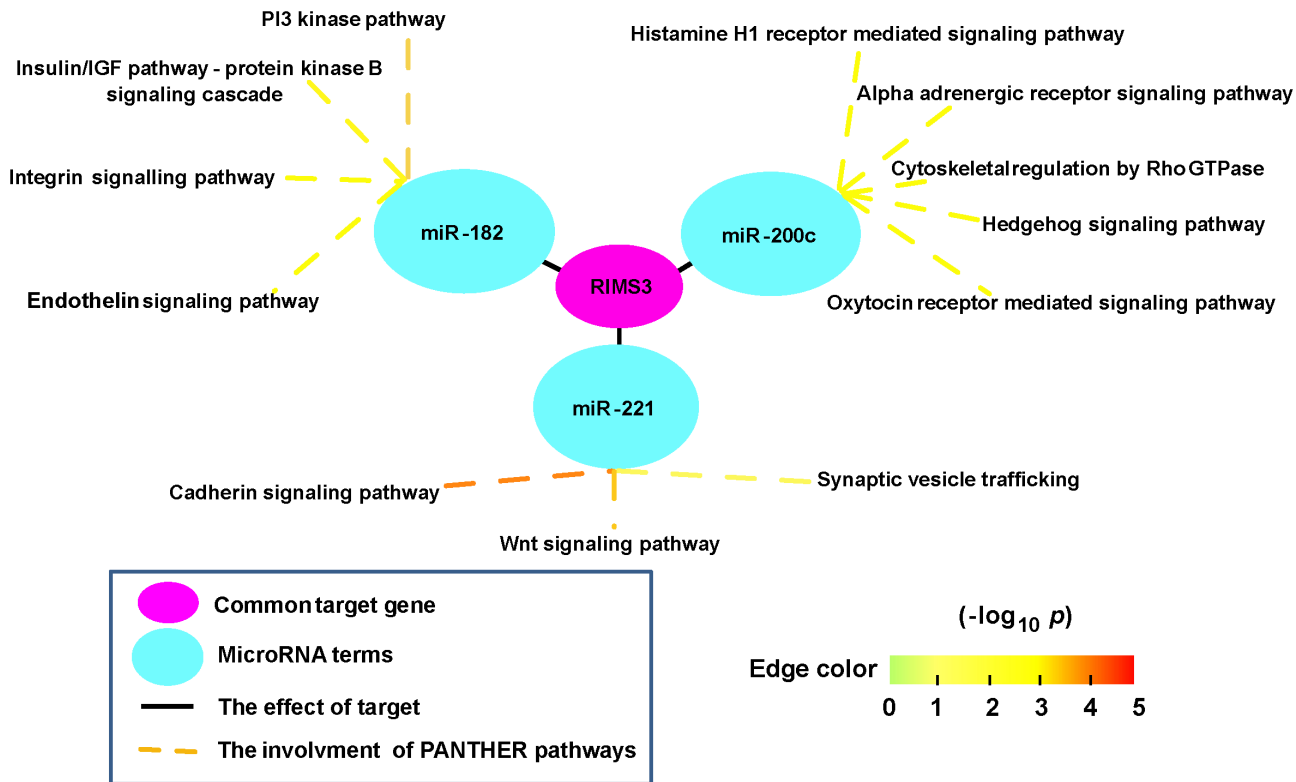 PI3 kinase pathway
Insulin/IGF pathway - protein kinase B
signaling cascade
Integrin signalling pathway
Endothelin signaling pathway
miR-182
Histamine H1 receptor mediated signaling pathway
Alpha adrenergic receptor signaling pathway
Cytoskeletal regulation by Rho GTPase
Hedgehog signaling pathway
Oxytocin receptor mediated signaling pathway
miR-200c
RIMS3
miR-221
Cadherin signaling pathway
Wnt signaling pathway
Synaptic vesicle trafficking
Common target gene
MicroRNA terms
The effect of target
The involvment of PANTHER pathways
(-log10 p)
Edge color
0 1 2 3 4 5